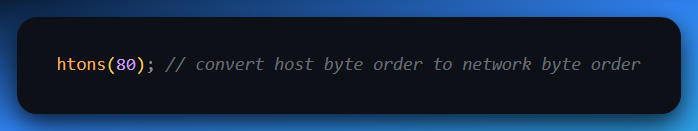 htons(80); // convert host byte order to network byte order